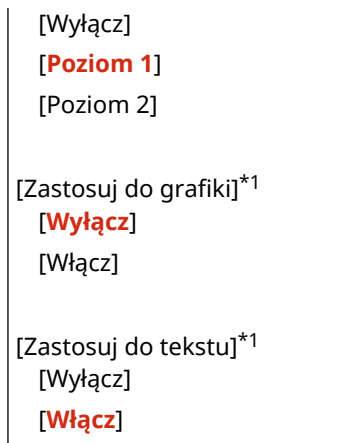 [Wyłącz]
[Poziom 1]
[Poziom 2]
[Zastosuj do grafiki]*1
[Wyłącz]
[Włącz]
[Zastosuj do tekstu]*1
[Wyłącz]
[Włącz]